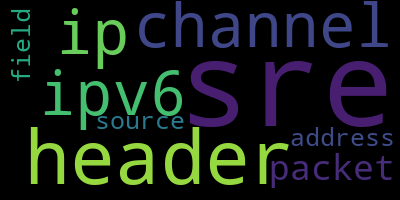 field
ip
channel
ipv6
sre
source
header
address
packet